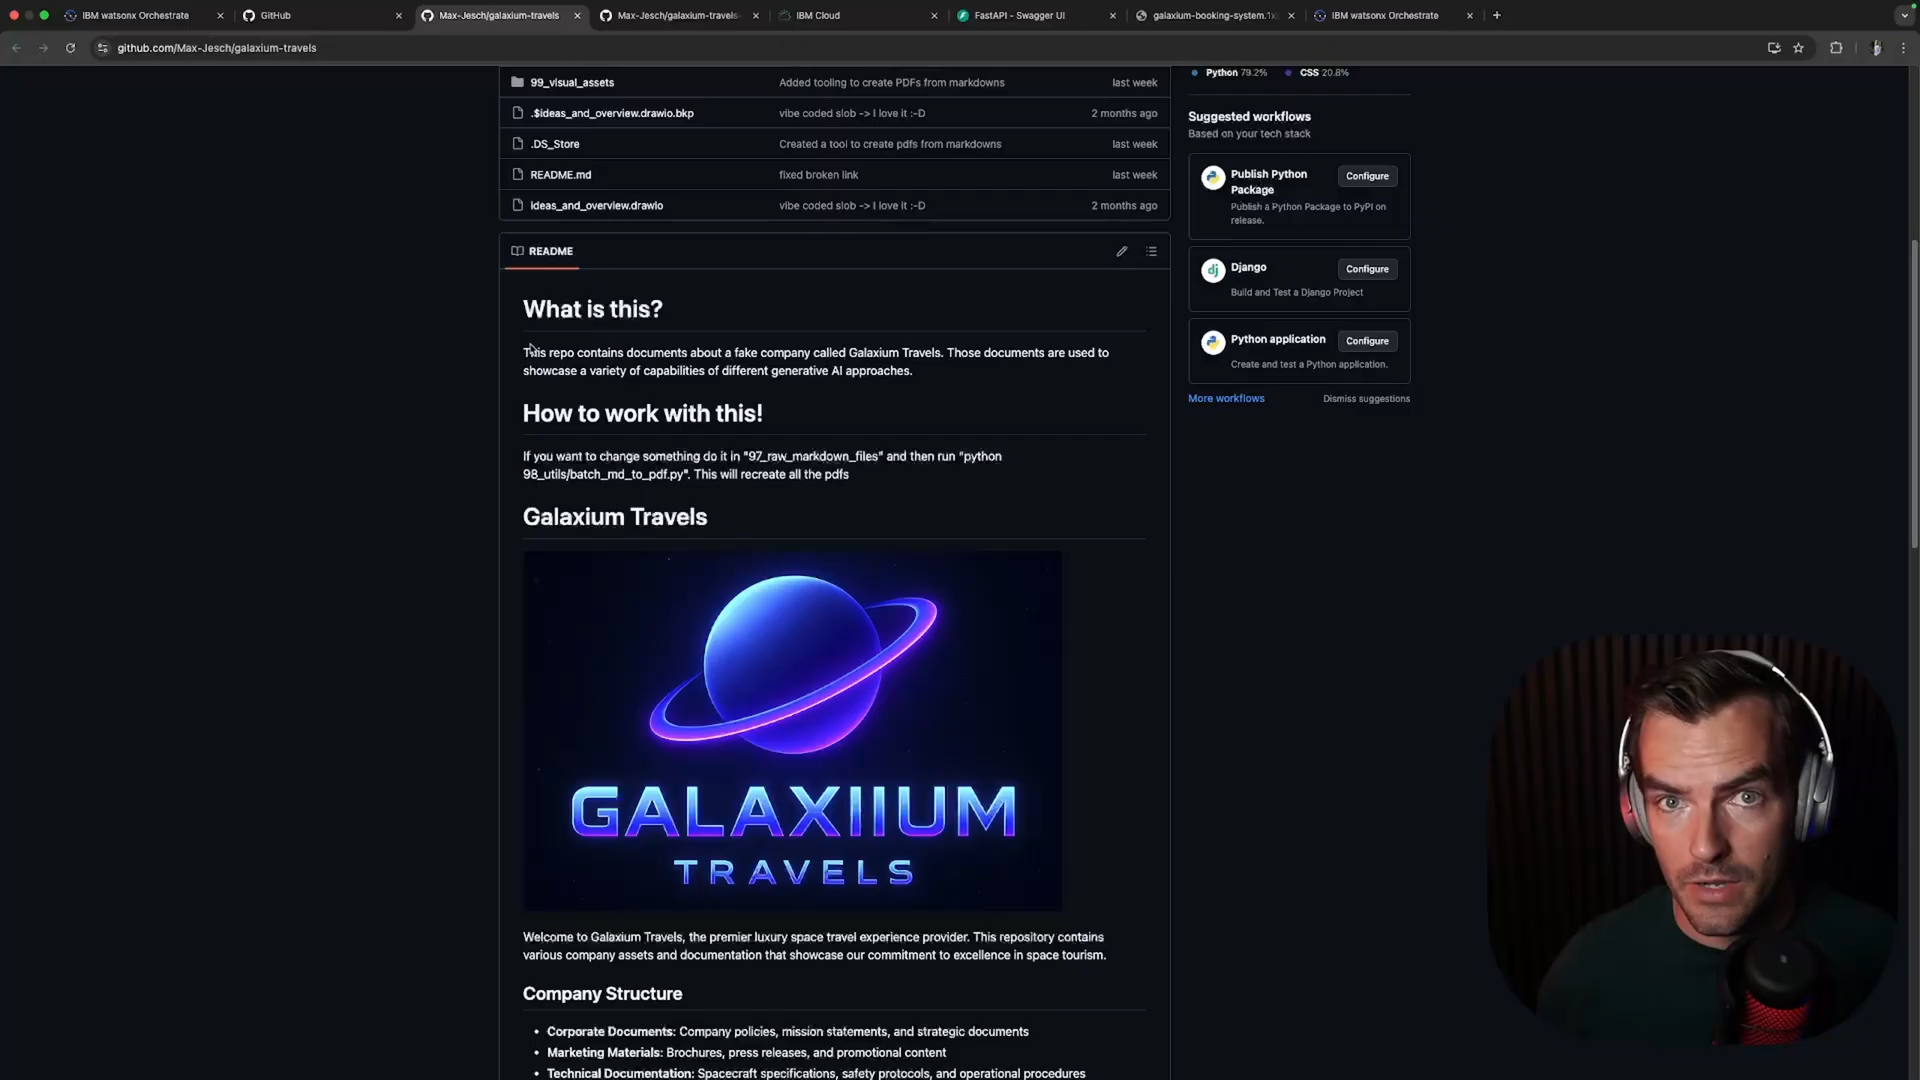 IBM watsonx Orchestrate
GitHub
Max-Jesch/galaxium-travels
Max-Jesch/galaxium-travels-
IBM Cloud
FastAPI - Swagger UI
galaxium-booking-system.1x
IBM watsonx Orchestrate
github.com/Max-Jesch/galaxium-travels
99_visual_assets Added tooling to create PDFs from markdowns last week
.$ideas_and_overview.drawio.bkp vibe coded slob -> I love it :-D 2 months ago
.DS_Store Created a tool to create pdfs from markdowns last week
README.md fixed broken link last week
ideas_and_overview.drawio vibe coded slob -> I love it :-D 2 months ago
README
What is this?
This repo contains documents about a fake company called Galaxium Travels. Those documents are used to
showcase a variety of capabilities of different generative AI approaches.
How to work with this!
If you want to change something do it in "97_raw_markdown_files" and then run "python
98_utils/batch_md_to_pdf.py". This will recreate all the pdfs
Galaxium Travels
GALAXIIUM
TRAVELS
Welcome to Galaxium Travels, the premier luxury space travel experience provider. This repository contains
various company assets and documentation that showcase our commitment to excellence in space tourism.
Company Structure
• Corporate Documents: Company policies, mission statements, and strategic documents
• Marketing Materials: Brochures, press releases, and promotional content
• Technical Documentation: Spacecraft specifications, safety protocols, and operational procedures
Python 79.2% CSS 20.8%
Suggested workflows
Based on your tech stack
Publish Python
Package
Configure
Publish a Python Package to PyPI on
release.
dj
Django
Configure
Build and Test a Django Project
Python application
Configure
Create and test a Python application.
More workflows
Dismiss suggestions